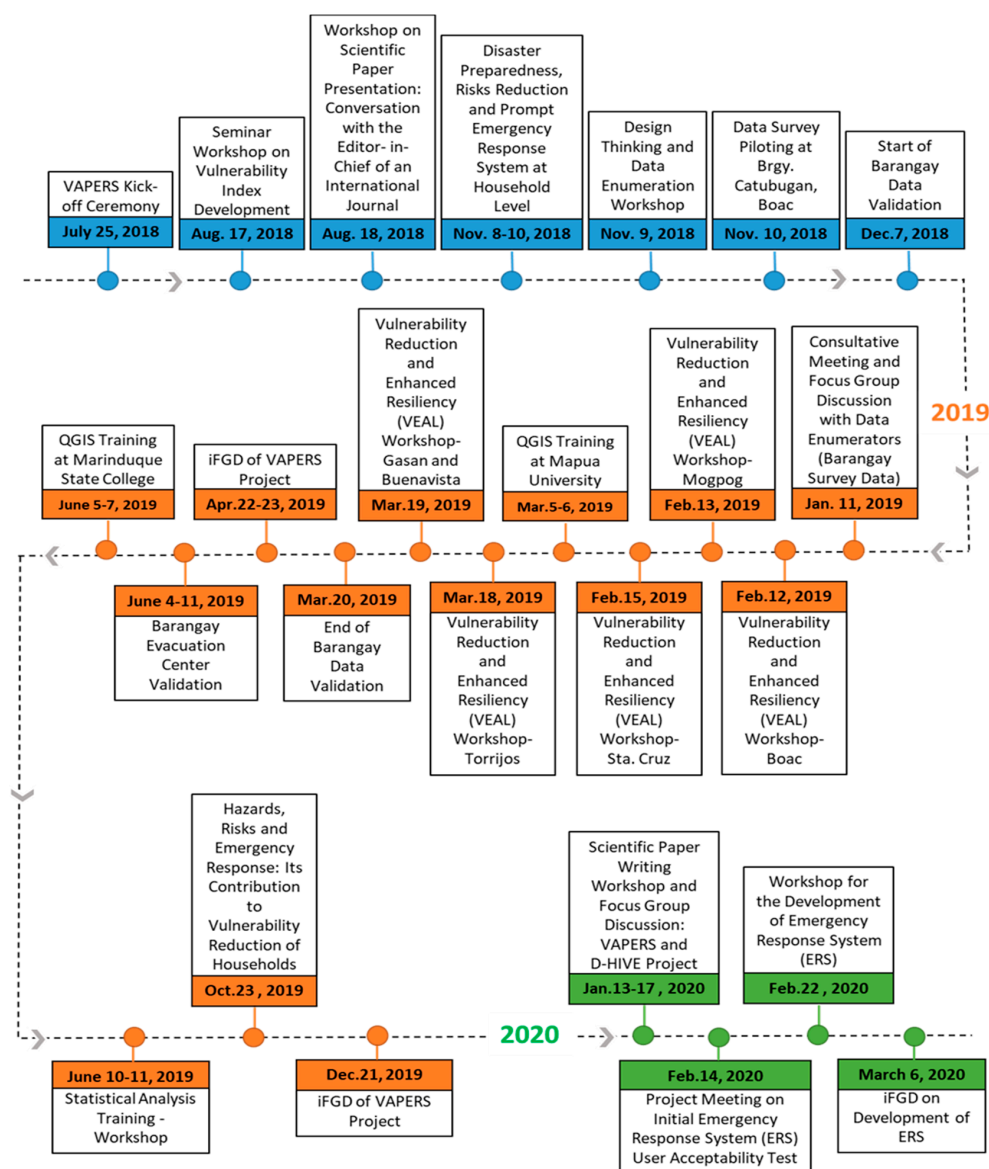 VAPERS Kick-
off Ceremony
July 25, 2018
Seminar
Workshop on
Vulnerability
Index
Development
Aug. 17, 2018
Workshop on
Scientific
Paper
Presentation:
Conversation
with the
Editor- in-
Chief of an
International
Journal
Aug. 18, 2018
Disaster
Preparedness,
Risks Reduction
and Prompt
Emergency
Response
System at
Household
Level
Nov. 8-10, 2018
Design
Thinking and
Data
Enumeration
Workshop
Nov. 9, 2018
Data Survey
Piloting at
Brgy.
Catubugan,
Boac
Nov. 10, 2018
Start of
Barangay
Data
Validation
Dec.7, 2018
2019
Consultative
Meeting and
Focus Group
Discussion
with Data
Enumerators
(Barangay
Survey Data)
Jan. 11, 2019
Feb.12, 2019
Vulnerability
Reduction
and
Enhanced
Resiliency
(VEAL)
Workshop-
Boac
Vulnerability
Reduction
and
Enhanced
Resiliency
(VEAL)
Workshop-
Mogpog
Feb.13, 2019
Feb.15, 2019
Vulnerability
Reduction
and
Enhanced
Resiliency
(VEAL)
Workshop-
Sta. Cruz
QGIS Training
at Mapua
University
Mar.5-6, 2019
Mar.18, 2019
Vulnerability
Reduction
and
Enhanced
Resiliency
(VEAL)
Workshop-
Torrijos
Vulnerability
Reduction
and
Enhanced
Resiliency
(VEAL)
Workshop-
Gasan and
Buenavista
Mar.19, 2019
Mar.20, 2019
End of
Barangay
Data
Validation
iFGD of VAPERS
Project
Apr.22-23, 2019
June 4-11, 2019
Barangay
Evacuation
Center
Validation
QGIS Training
at Marinduque
State College
June 5-7, 2019
June 10-11, 2019
Statistical Analysis
Training -
Workshop
Hazards,
Risks and
Emergency
Response: Its
Contribution
to
Vulnerability
Reduction of
Households
Oct.23 , 2019
Dec.21, 2019
iFGD of VAPERS
Project
2020
Scientific Paper
Writing
Workshop and
Focus Group
Discussion:
VAPERS and
D-HIVE Project
Jan.13-17 , 2020
Feb.14, 2020
Project Meeting on
Initial Emergency
Response System (ERS)
User Acceptability Test
Workshop for
the Development
of Emergency
Response System
(ERS)
Feb.22 , 2020
March 6, 2020
iFGD on
Development of
ERS